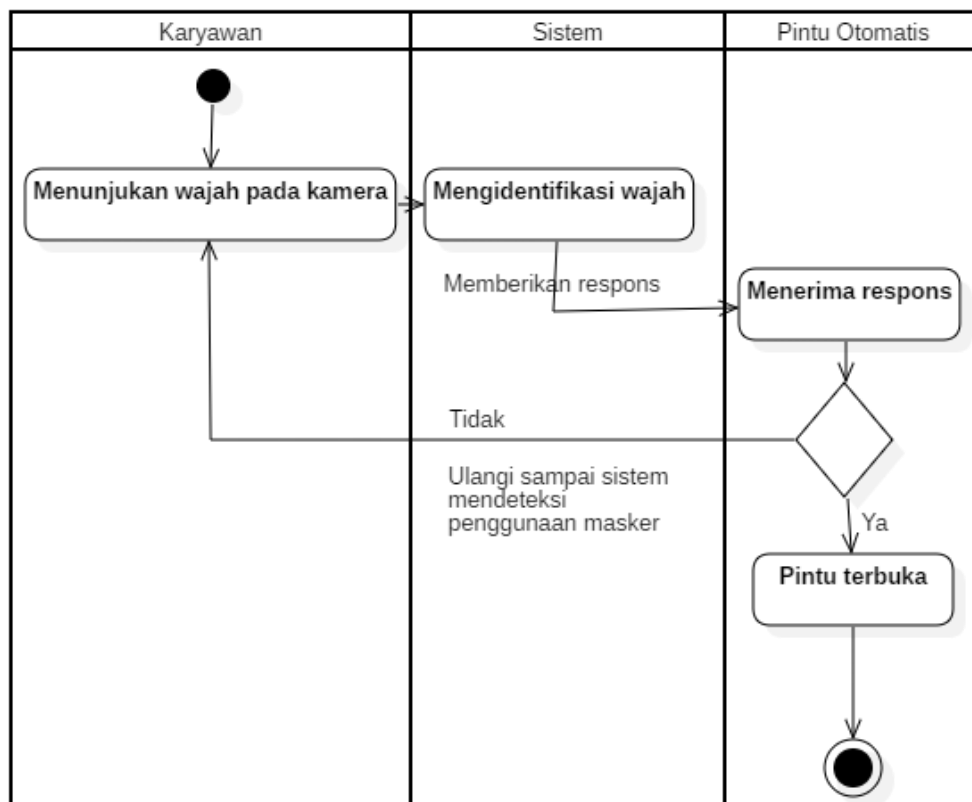 Karyawan
Sistem
Pintu Otomatis
Menunjukan wajah pada kamera
Mengidentifikasi wajah
Memberikan respons
Menerima respons
Tidak
Ulangi sampai sistem
mendeteksi
penggunaan masker
Ya
Pintu terbuka